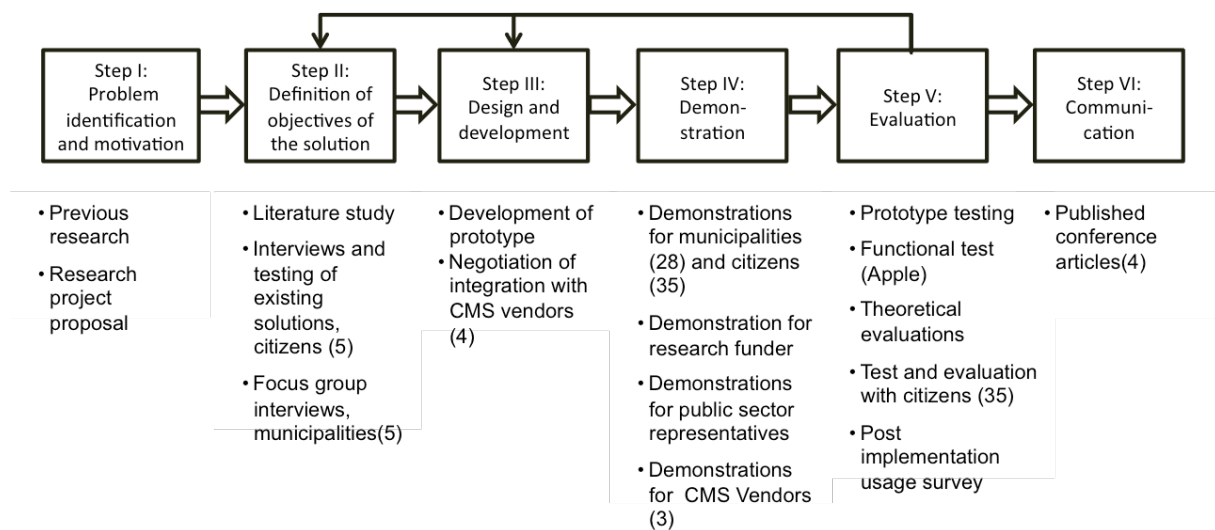 Step I:
Problem
identification
and motivation
Step II:
Definition of
objectives of
the solution
Step III:
Design and
development
Step IV:
Demon-
stration
Step V:
Evaluation
Step VI:
Communi-
cation
• Previous
research
• Research
project
proposal
• Literature study
• Interviews and
testing of
existing
solutions,
citizens (5)
• Focus group
interviews,
municipalities(5)
• Development of
prototype
• Negotiation of
integration with
CMS vendors
(4)
• Demonstrations
for municipalities
(28) and citizens
(35)
• Demonstration for
research funder
• Demonstrations
for public sector
representatives
• Demonstrations
for CMS Vendors
(3)
• Prototype testing
• Functional test
(Apple)
• Theoretical
evaluations
• Test and evaluation
with citizens (35)
• Post
implementation
usage survey
• Published
conference
articles(4)